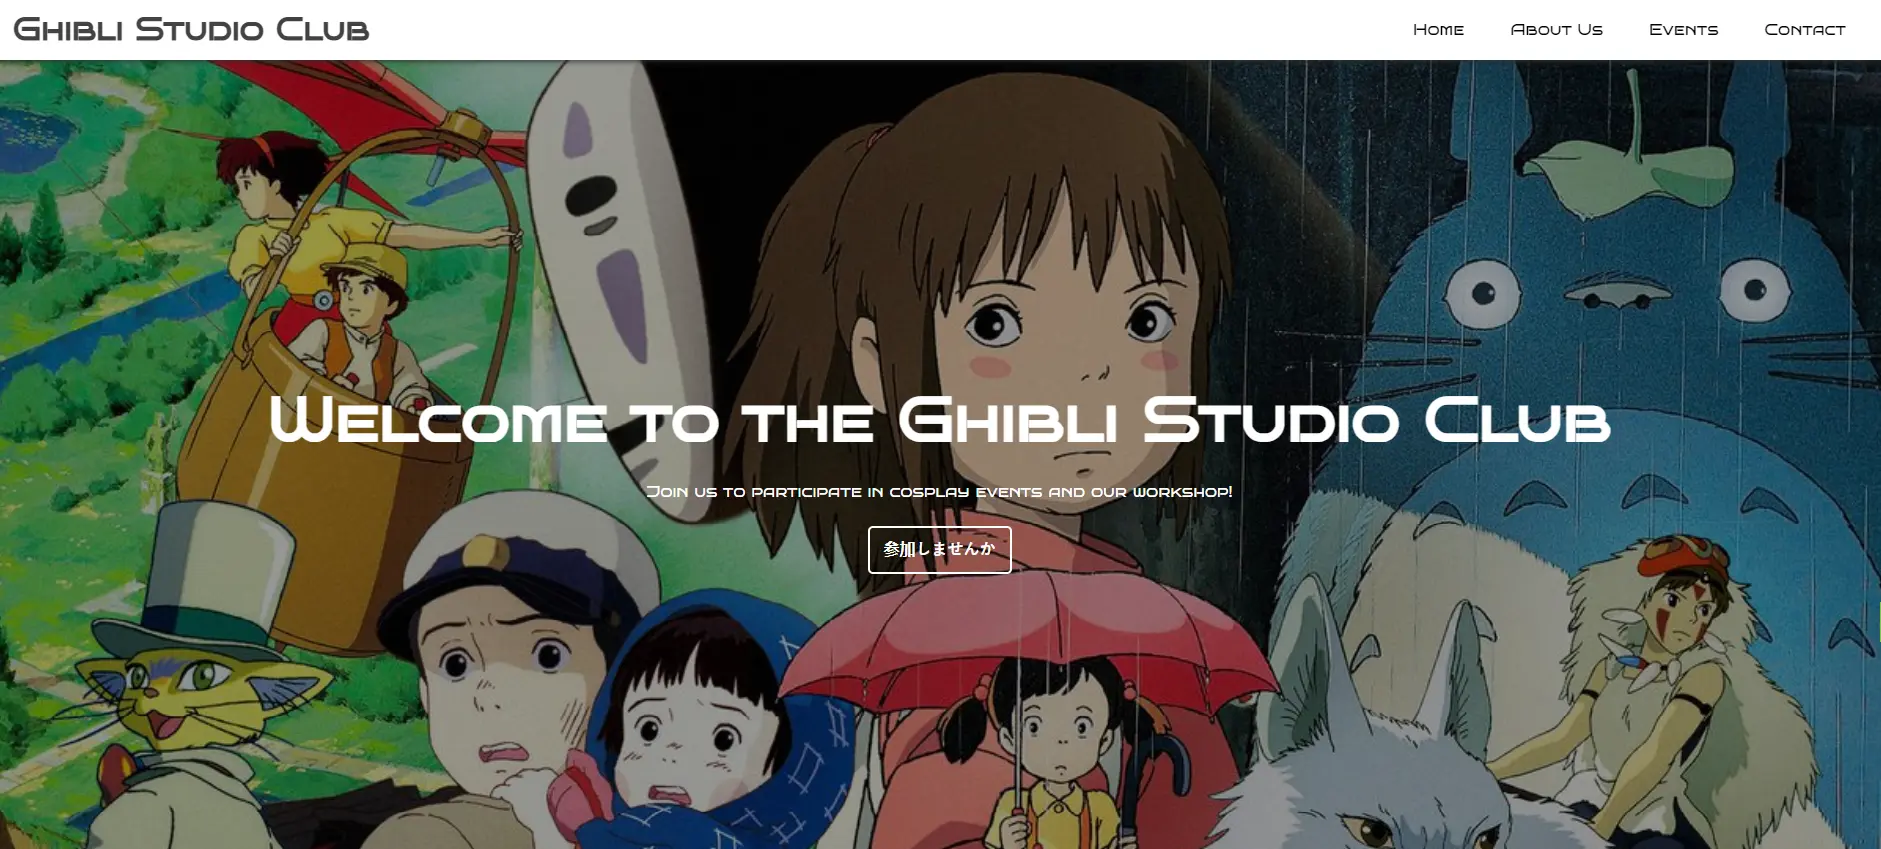 Ghibli Studio Club
Home About Us Events Contact
Welcome to the Ghibli Studio Club
Join us to participate in cosplay events and our workshop!
参加しませんか